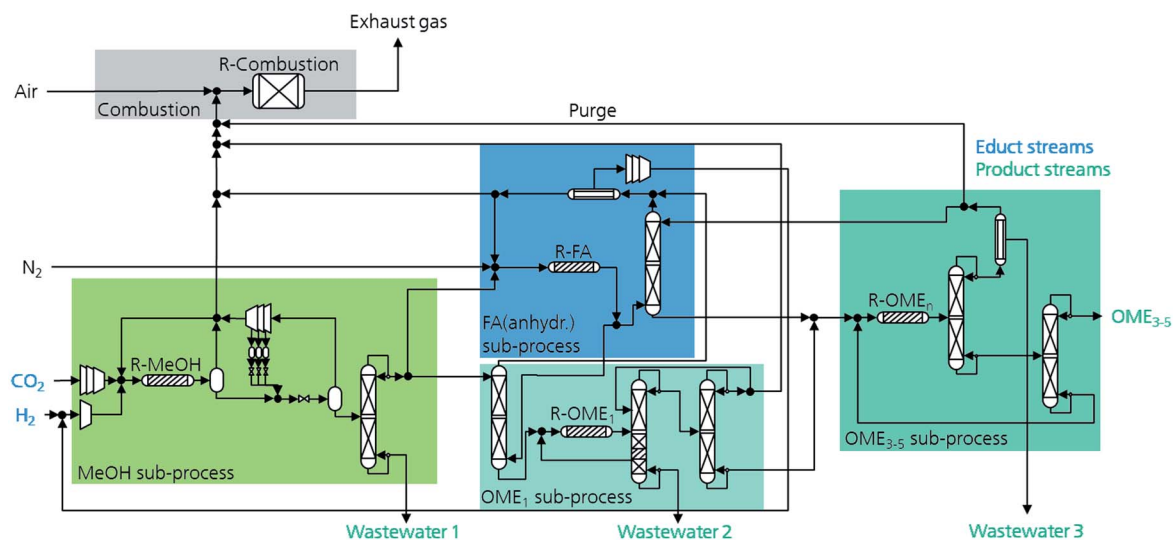 Exhaust gas
R-Combustion
Air
Combustion
Purge
Educt streams
Product streams
N₂
R-FA
FA(anhydr.)
sub-process
R-MeOH
CO₂
H₂
MeOH sub-process
R-OME₁
OME₁ sub-process
R-OMEₙ
OME₃₋₅
OME₃₋₅ sub-process
Wastewater 1
Wastewater 2
Wastewater 3